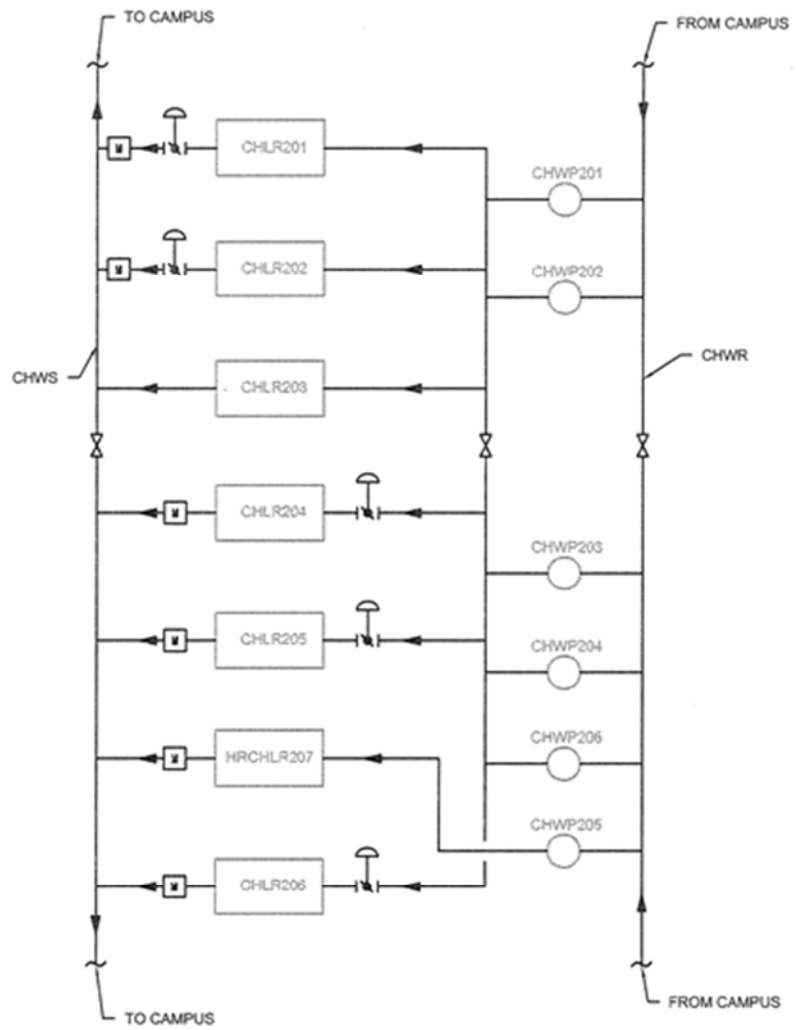 TO CAMPUS
FROM CAMPUS
M
CHLR201
CHWP201
M
CHLR202
CHWP202
CHWS
CHLR203
CHWR
M
CHLR204
CHWP203
M
CHLR205
CHWP204
M
HRCHLR207
CHWP206
CHWP205
M
CHLR206
TO CAMPUS
FROM CAMPUS